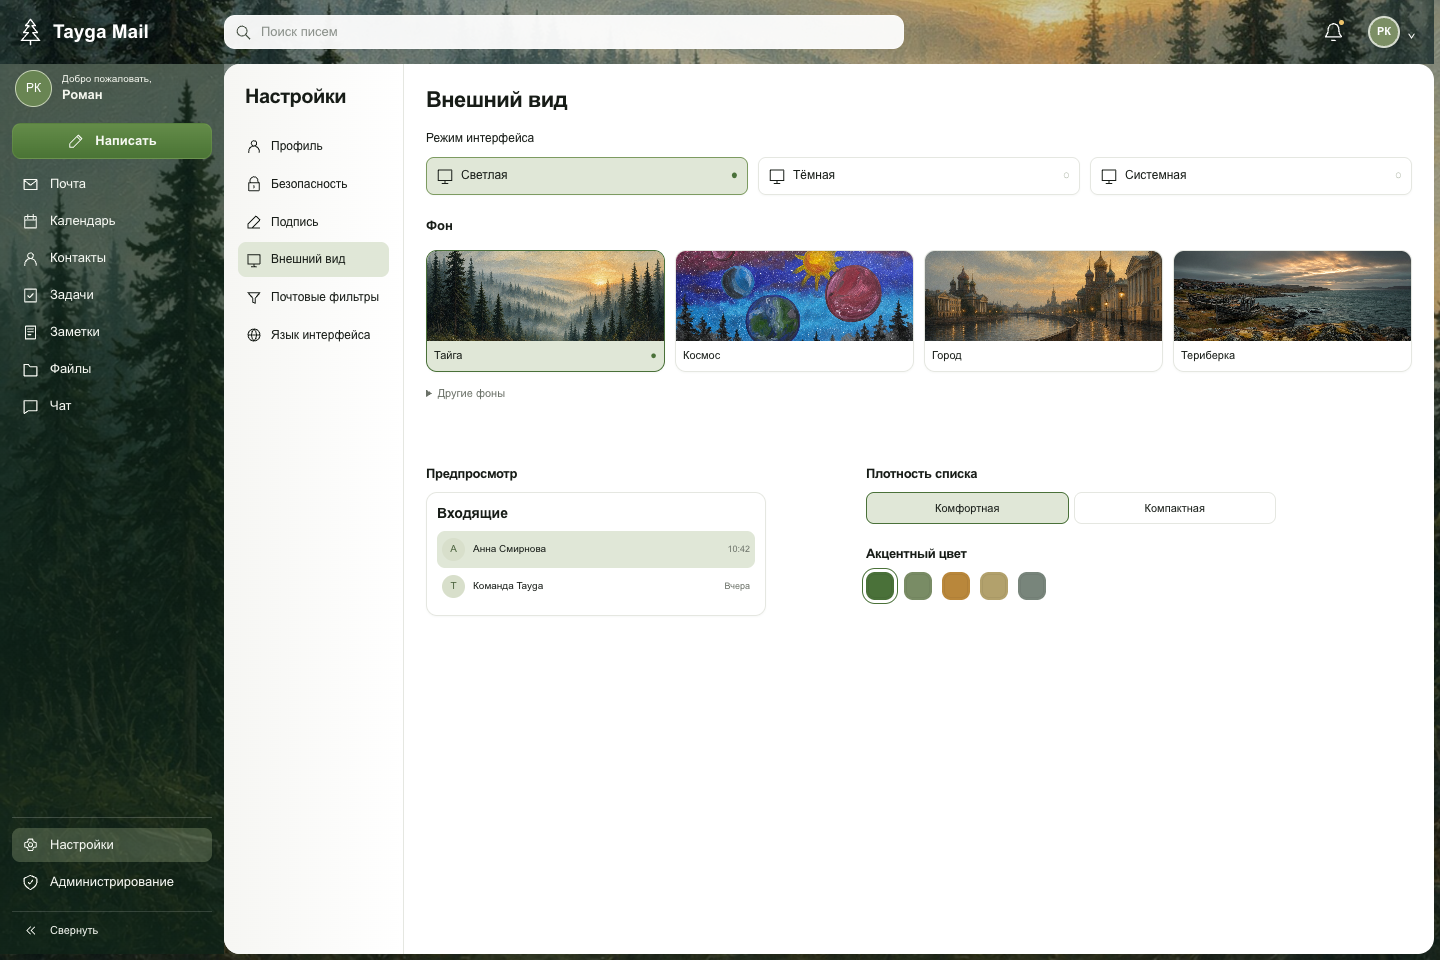 Tayga Mail
Поиск писем
РК
РК
Добро пожаловать,
Роман
Написать
Почта
Календарь
Контакты
Задачи
Заметки
Файлы
Чат
Настройки
Администрирование
Свернуть
Настройки
Профиль
Безопасность
Подпись
Внешний вид
Почтовые фильтры
Язык интерфейса
Внешний вид
Режим интерфейса
Светлая
Тёмная
Системная
Фон
Тайга
Космос
Город
Териберка
Другие фоны
Предпросмотр
Входящие
А Анна Смирнова 10:42
T Команда Tayga Вчера
Плотность списка
Комфортная
Компактная
Акцентный цвет